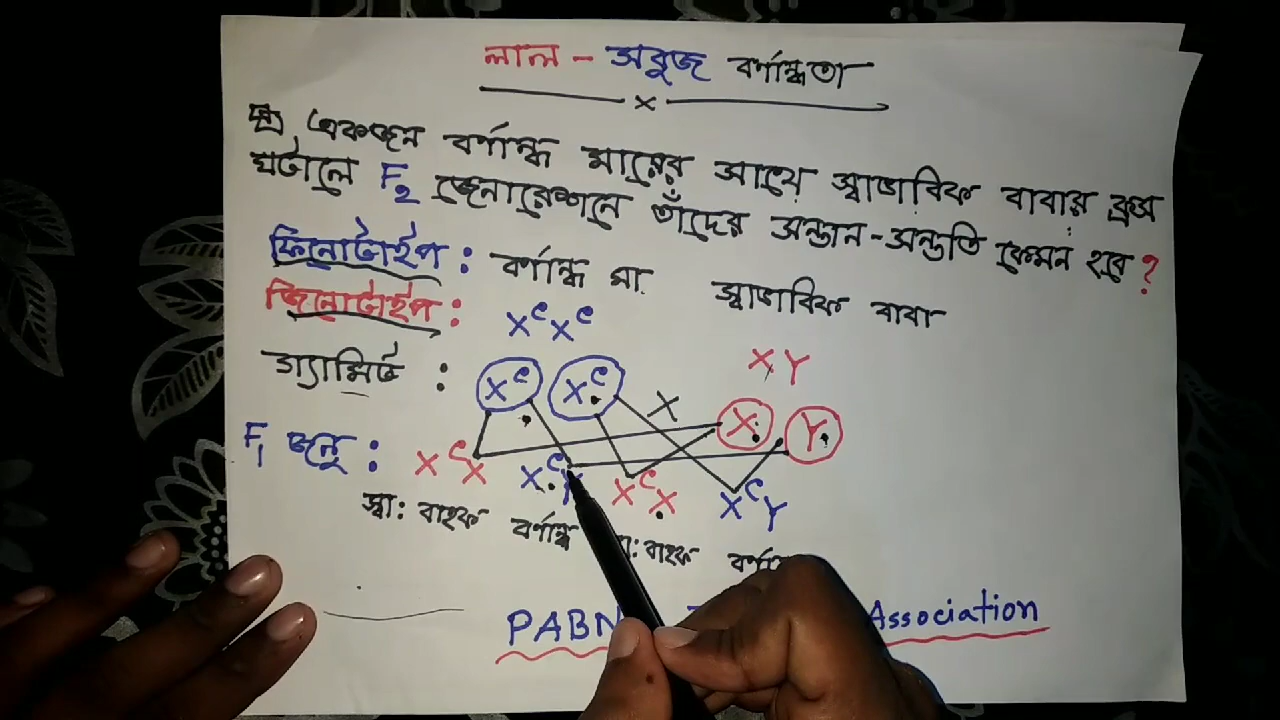 লাল - সবুজ বর্ণান্ধতা
x
একজন বর্ণান্ধ মায়ের সাথে স্বাভাবিক বাবার ক্রস
ঘটালে F2 জেনারেশনে তাঁদের সন্তান-সন্ততি কেমন হবে ?
ফিনোটাইপ : বর্ণান্ধ মা স্বাভাবিক বাবা
জিনোটাইপ : XᶜXᶜ XY
গ্যামিট : Xᶜ Xᶜ X X Y
F1 জনু : XᶜX XᶜY XᶜX XᶜY
স্বা: বাহক বর্ণান্ধ বাহক
PABN Association